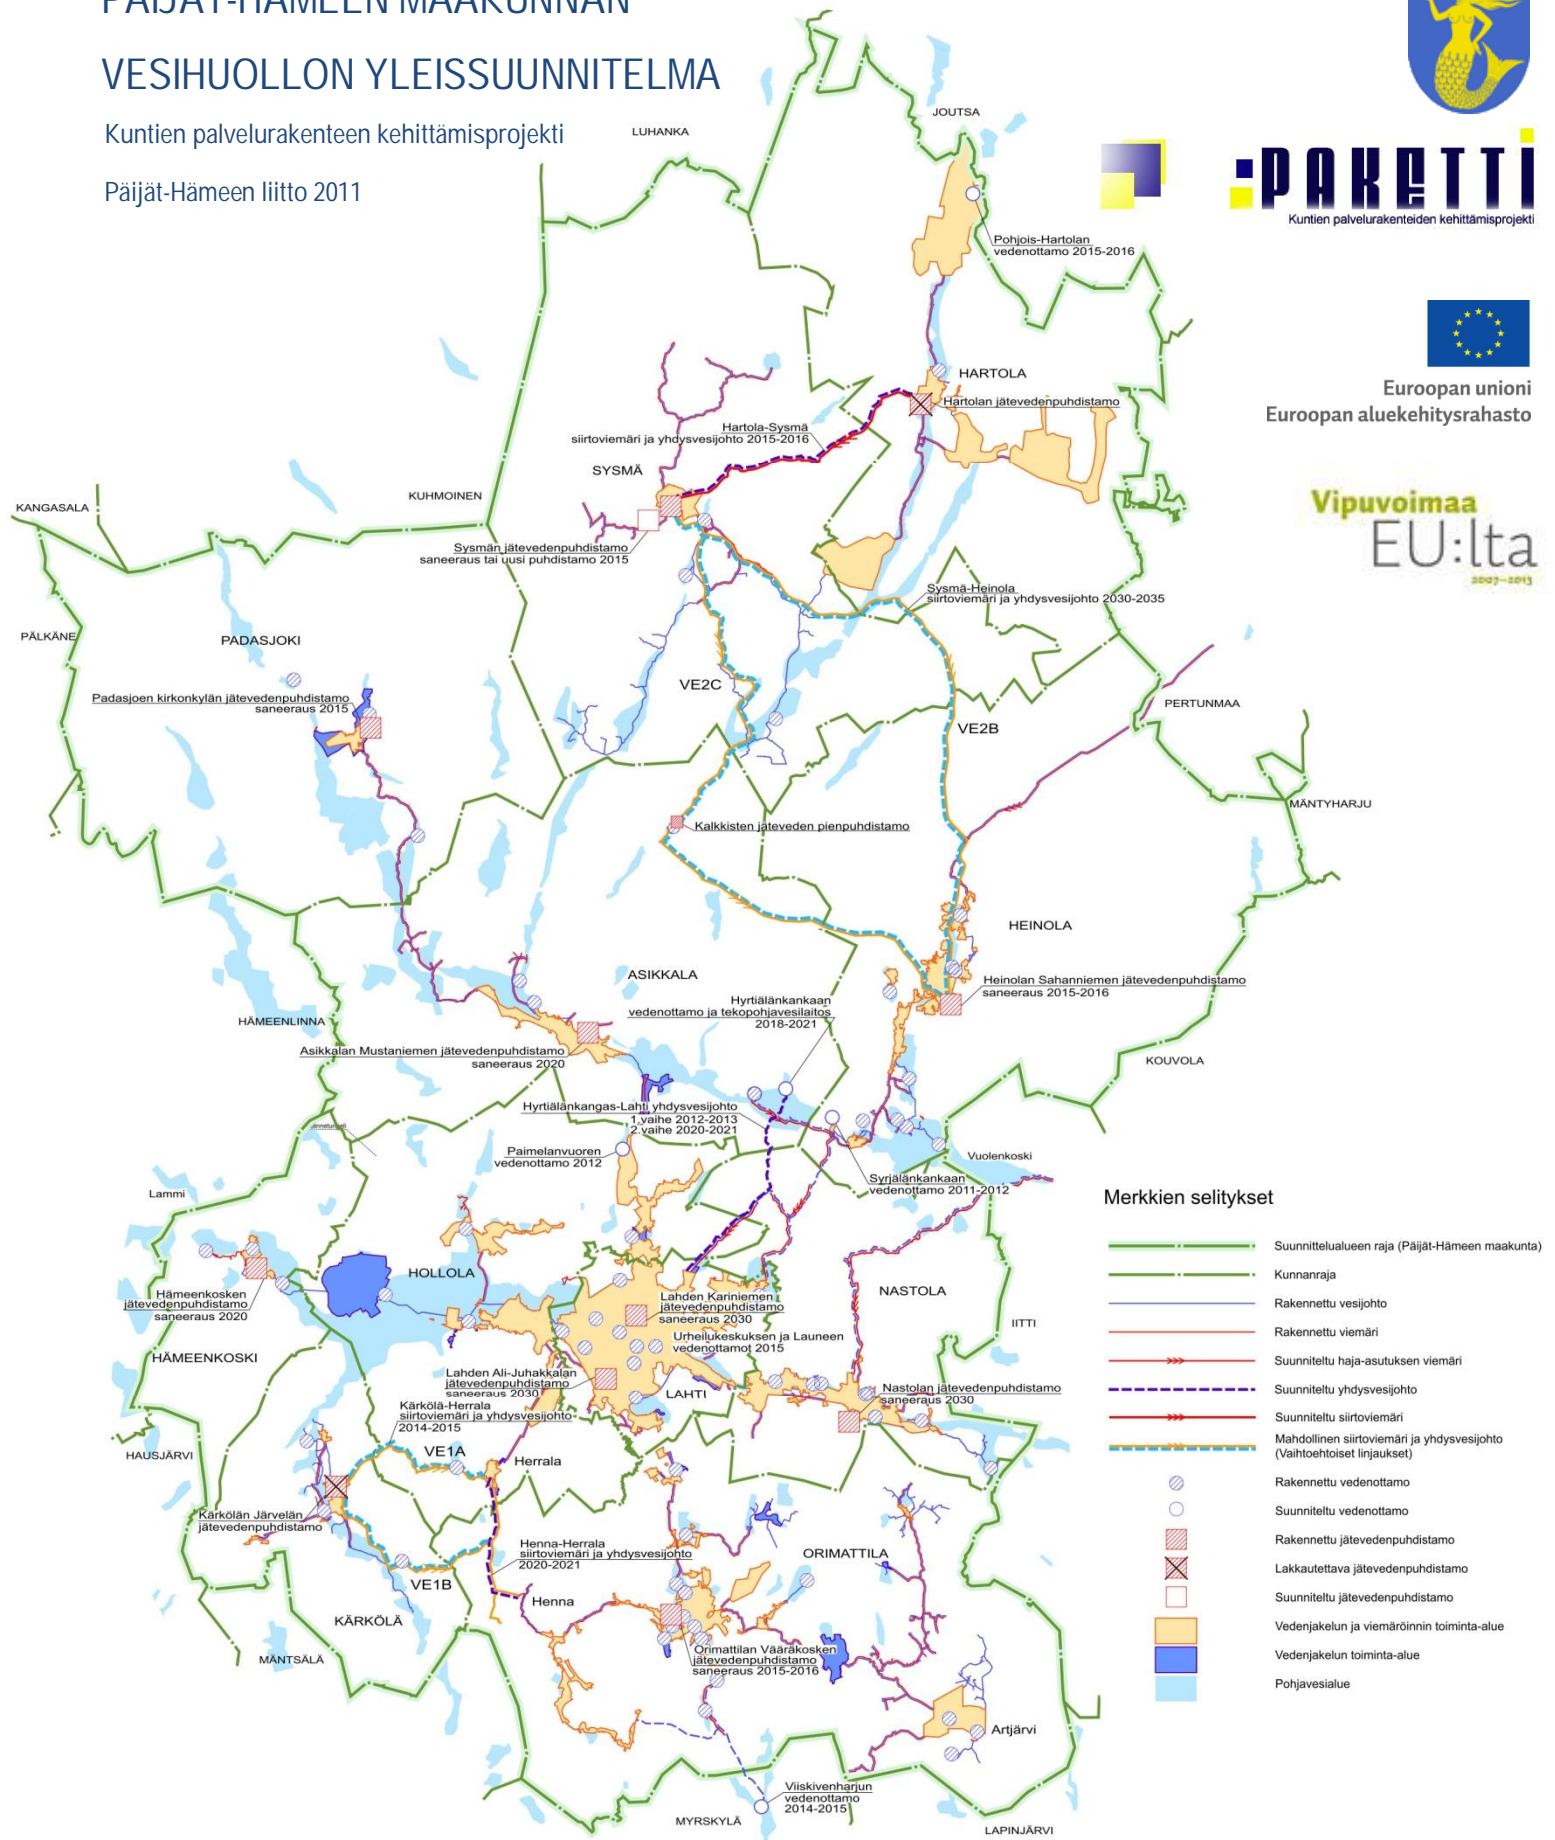 PÄIJÄT-HÄMEEN MAAKUNNAN
VESIHUOLLON YLEISSUUNNITELMA
Kuntien palvelurakenteen kehittämisprojekti
Päijät-Hämeen liitto 2011
PAKETTI
Kuntien palvelurakenteiden kehittämisprojekti
Euroopan unioni
Euroopan aluekehitysrahasto
Vipuvoimaa
EU:lta
2007–2013
LUHANKA
JOUTSA
Pohjois-Hartolan
vedenottamo 2015-2016
HARTOLA
Hartolan jätevedenpuhdistamo
Hartola-Sysmä
siirtoviemäri ja yhdysvesijohto 2015-2016
SYSMÄ
KUHMOINEN
KANGASALA
Sysmän jätevedenpuhdistamo
saneeraus tai uusi puhdistamo 2015
Sysmä-Heinola
siirtoviemäri ja yhdysvesijohto 2030-2035
PÄLKÄNE
PADASJOKI
Padasjoen kirkonkylän jätevedenpuhdistamo
saneeraus 2015
VE2C
VE2B
PERTUNMAA
MÄNTYHARJU
Kalkkisten jäteveden pienpuhdistamo
HEINOLA
ASIKKALA
Heinolan Sahanniemen jätevedenpuhdistamo
saneeraus 2015-2016
Hyrtiälänkankaan
vedenottamo ja tekopohjavesilaitos
2018-2021
HÄMEENLINNA
Asikkalan Mustaniemen jätevedenpuhdistamo
saneeraus 2020
KOUVOLA
Hyrtiälänkangas-Lahti yhdysvesijohto
1.vaihe 2012-2013
2.vaihe 2020-2021
Paimelanvuoren
vedenottamo 2012
Vuolenkoski
Syrjälänkankaan
vedenottamo 2011-2012
Lammi
HOLLOLA
NASTOLA
Hämeenkosken
jätevedenpuhdistamo
saneeraus 2020
Lahden Kariniemen
jätevedenpuhdistamo
saneeraus 2030
IITTI
Urheilukeskuksen ja Launeen
vedenottamot 2015
HÄMEENKOSKI
Lahden Ali-Juhakkalan
jätevedenpuhdistamo
saneeraus 2030
LAHTI
Nastolan jätevedenpuhdistamo
saneeraus 2030
Kärkölä-Herrala
siirtoviemäri ja yhdysvesijohto
2014-2015
HAUSJÄRVI
VE1A
Herrala
Kärkölän Järvelän
jätevedenpuhdistamo
Henna-Herrala
siirtoviemäri ja yhdysvesijohto
2020-2021
ORIMATTILA
VE1B
Henna
KÄRKÖLÄ
MÄNTSÄLÄ
Orimattilan Vääräkosken
jätevedenpuhdistamo
saneeraus 2015-2016
Artjärvi
Viiskivenharjun
vedenottamo
2014-2015
MYRSKYLÄ
LAPINJÄRVI
Merkkien selitykset
Suunnittelualueen raja (Päijät-Hämeen maakunta)
Kunnanraja
Rakennettu vesijohto
Rakennettu viemäri
Suunniteltu haja-asutuksen viemäri
Suunniteltu yhdysvesijohto
Suunniteltu siirtoviemäri
Mahdollinen siirtoviemäri ja yhdysvesijohto
(Vaihtoehtoiset linjaukset)
Rakennettu vedenottamo
Suunniteltu vedenottamo
Rakennettu jätevedenpuhdistamo
Lakkautettava jätevedenpuhdistamo
Suunniteltu jätevedenpuhdistamo
Vedenjakelun ja viemäröinnin toiminta-alue
Vedenjakelun toiminta-alue
Pohjavesialue